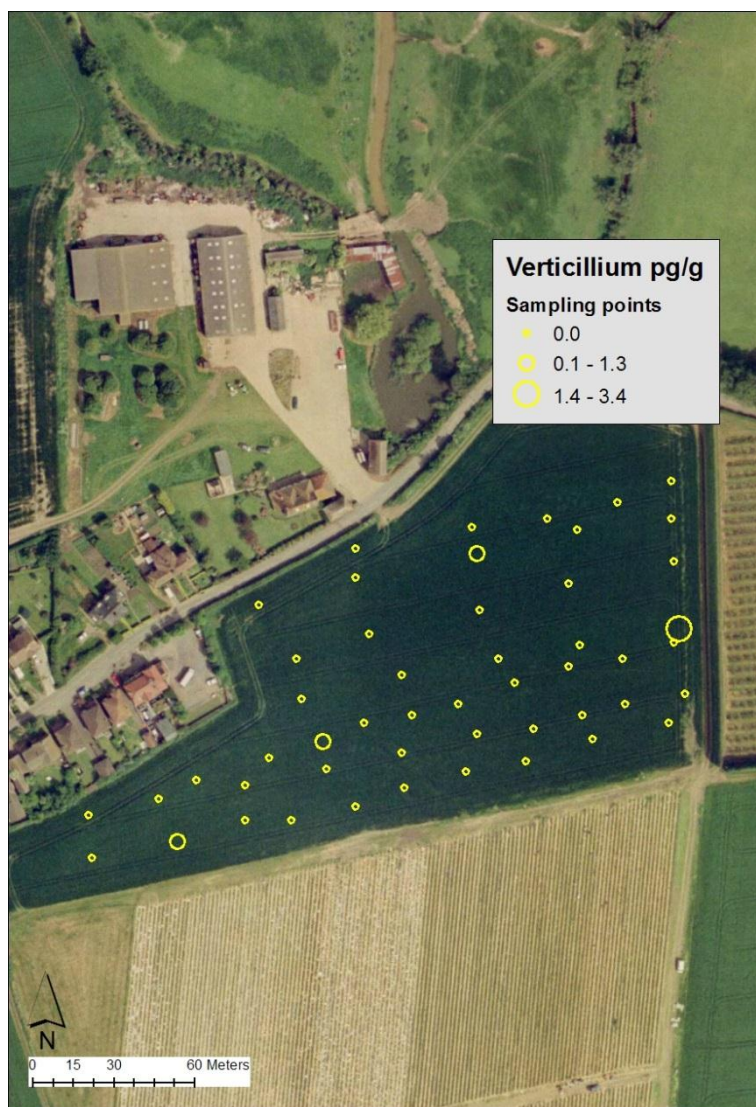 Verticillium pg/g
Sampling points
0.0
0.1 - 1.3
1.4 - 3.4
N
0 15 30 60 Meters